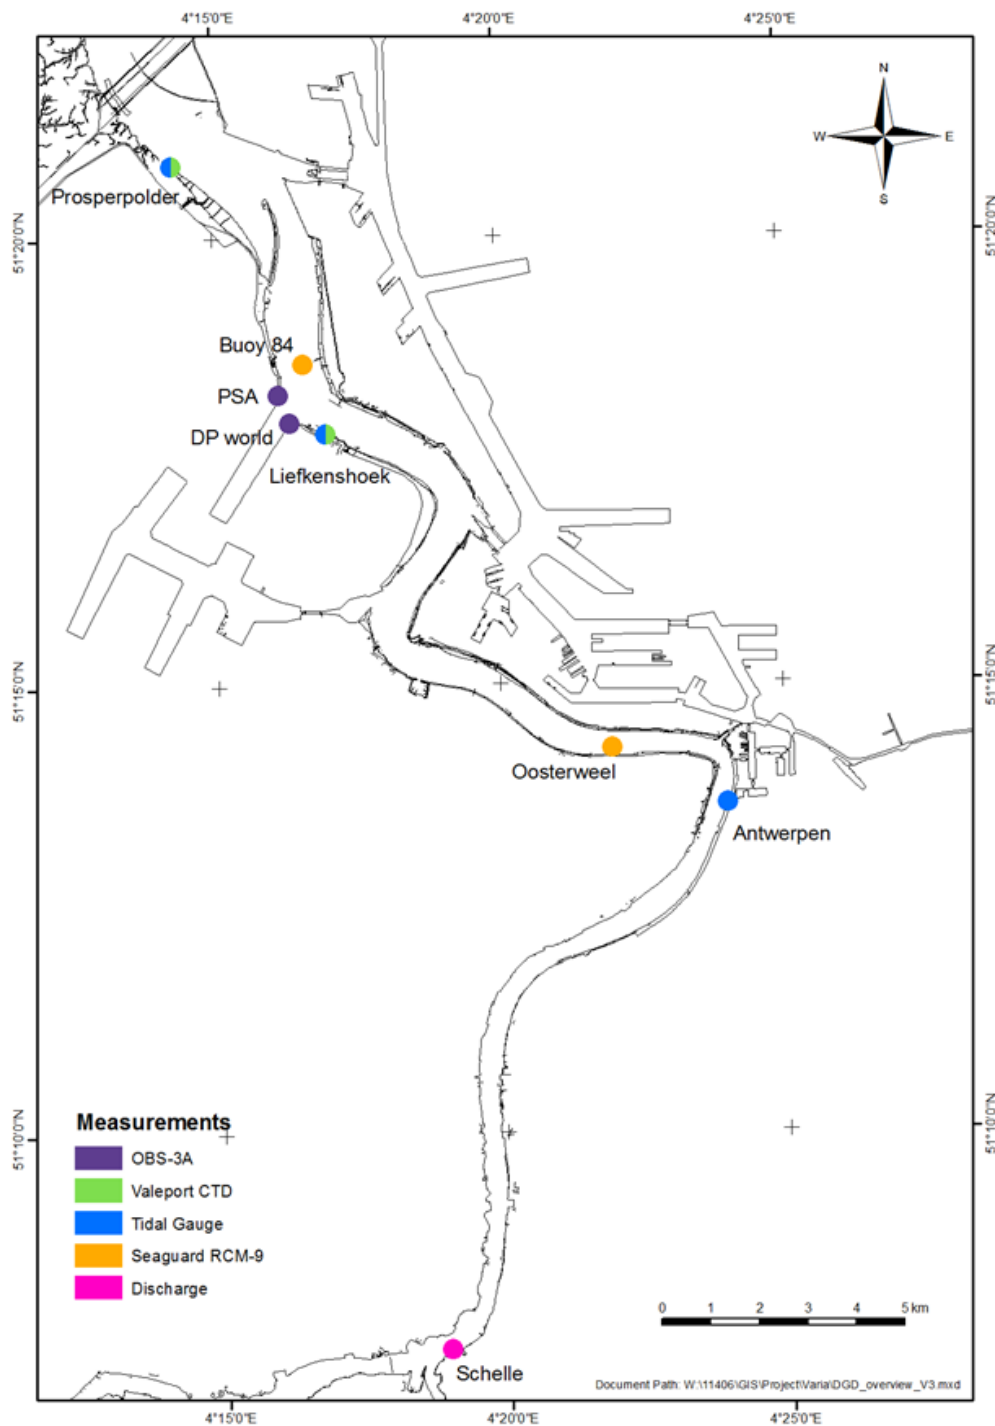 4°15'0"E
4°20'0"E
4°25'0"E
N
W
E
S
Prosperpolder
51°20'0"N
51°20'0"N
Buoy 84
PSA
DP world
Liefkenshoek
51°15'0"N
51°15'0"N
Oosterweel
Antwerpen
Measurements
51°10'0"N
51°10'0"N
OBS-3A
Valeport CTD
Tidal Gauge
Seaguard RCM-9
Discharge
0 1 2 3 4 5 km
Schelle
Document Path: W:\11406\GIS\Project\Varia\DGD_overview_V3.mxd
4°15'0"E
4°20'0"E
4°25'0"E